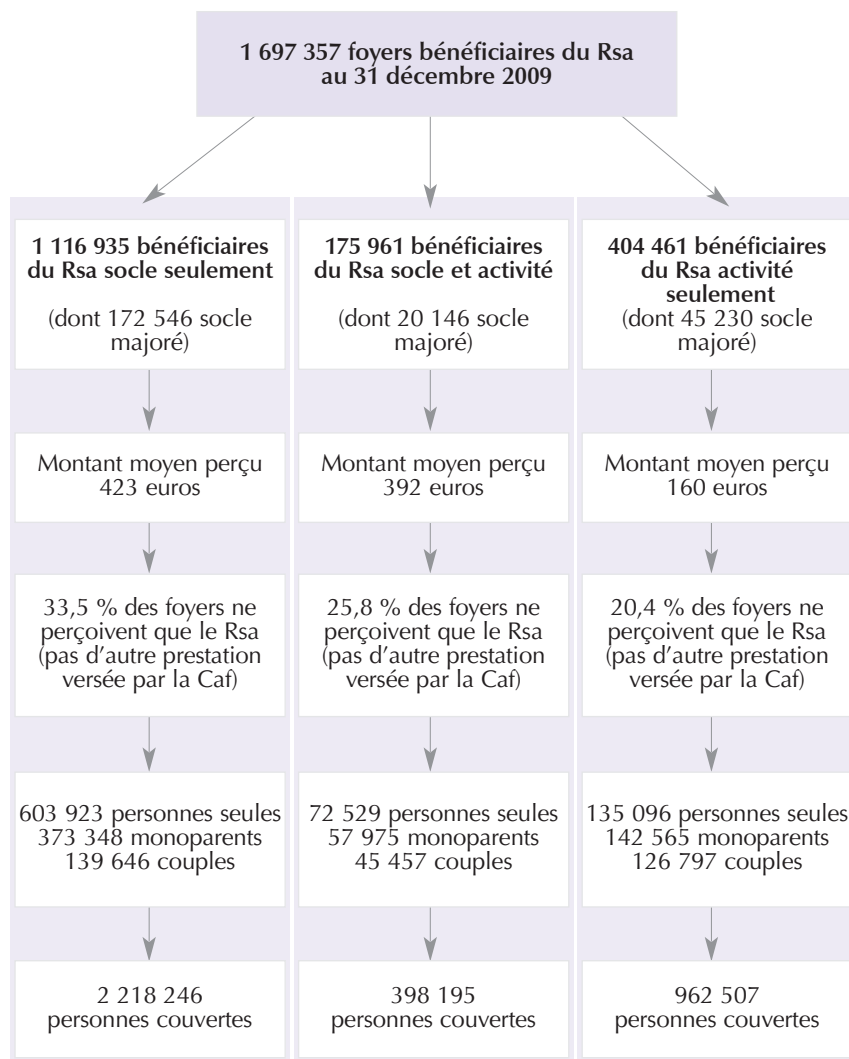 1 697 357 foyers bénéficiaires du Rsa
au 31 décembre 2009
1 116 935 bénéficiaires
du Rsa socle seulement
(dont 172 546 socle
majoré)
Montant moyen perçu
423 euros
33,5 % des foyers ne
perçoivent que le Rsa
(pas d’autre prestation
versée par la Caf)
603 923 personnes seules
373 348 monoparents
139 646 couples
2 218 246
personnes couvertes
175 961 bénéficiaires
du Rsa socle et activité
(dont 20 146 socle
majoré)
Montant moyen perçu
392 euros
25,8 % des foyers ne
perçoivent que le Rsa
(pas d’autre prestation
versée par la Caf)
72 529 personnes seules
57 975 monoparents
45 457 couples
398 195
personnes couvertes
404 461 bénéficiaires
du Rsa activité
seulement
(dont 45 230 socle
majoré)
Montant moyen perçu
160 euros
20,4 % des foyers ne
perçoivent que le Rsa
(pas d’autre prestation
versée par la Caf)
135 096 personnes seules
142 565 monoparents
126 797 couples
962 507
personnes couvertes